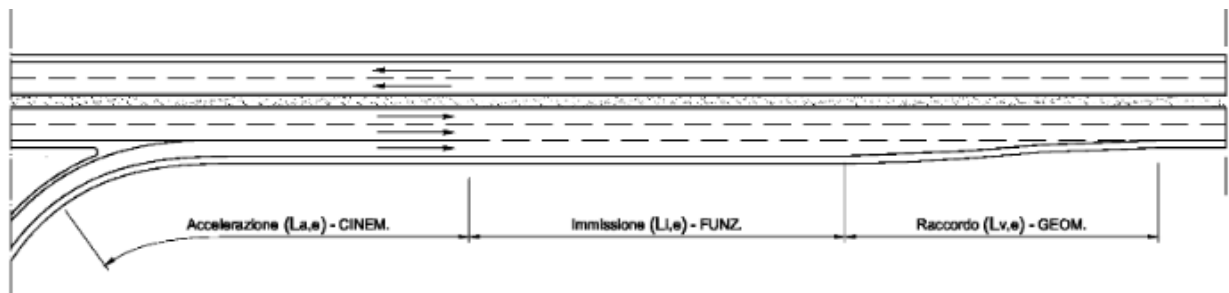 Accelerazione (La,e) - CINEM.
Immissione (Li,e) - FUNZ.
Raccordo (Lv,e) - GEOM.